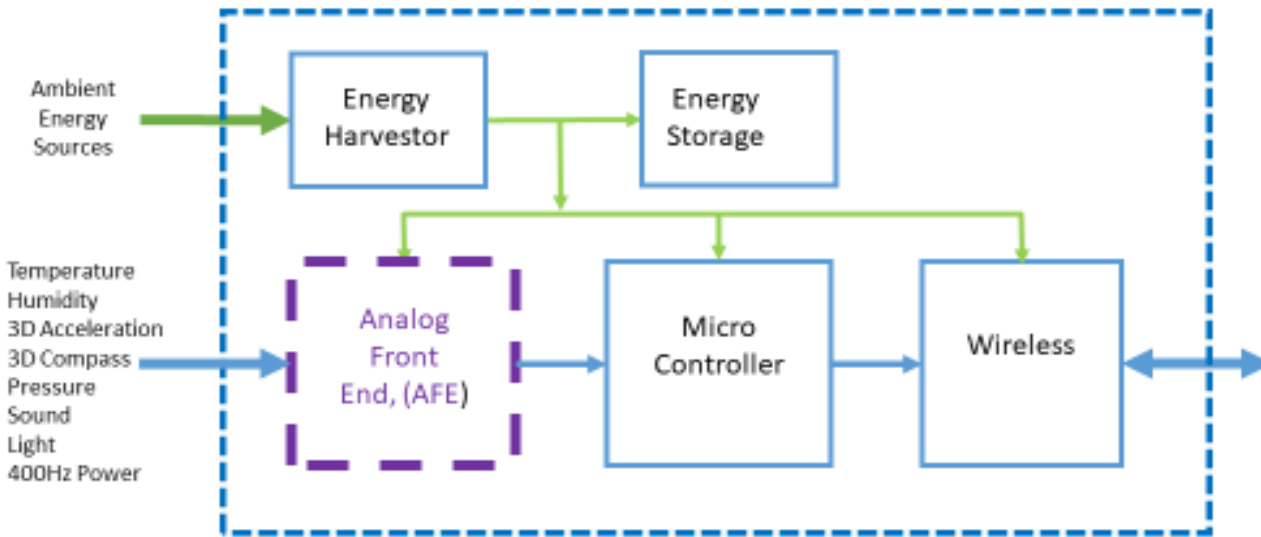 Ambient
Energy
Sources
Energy
Harvestor
Energy
Storage
Temperature
Humidity
3D Acceleration
3D Compass
Pressure
Sound
Light
400Hz Power
Analog
Front
End, (AFE)
Micro
Controller
Wireless